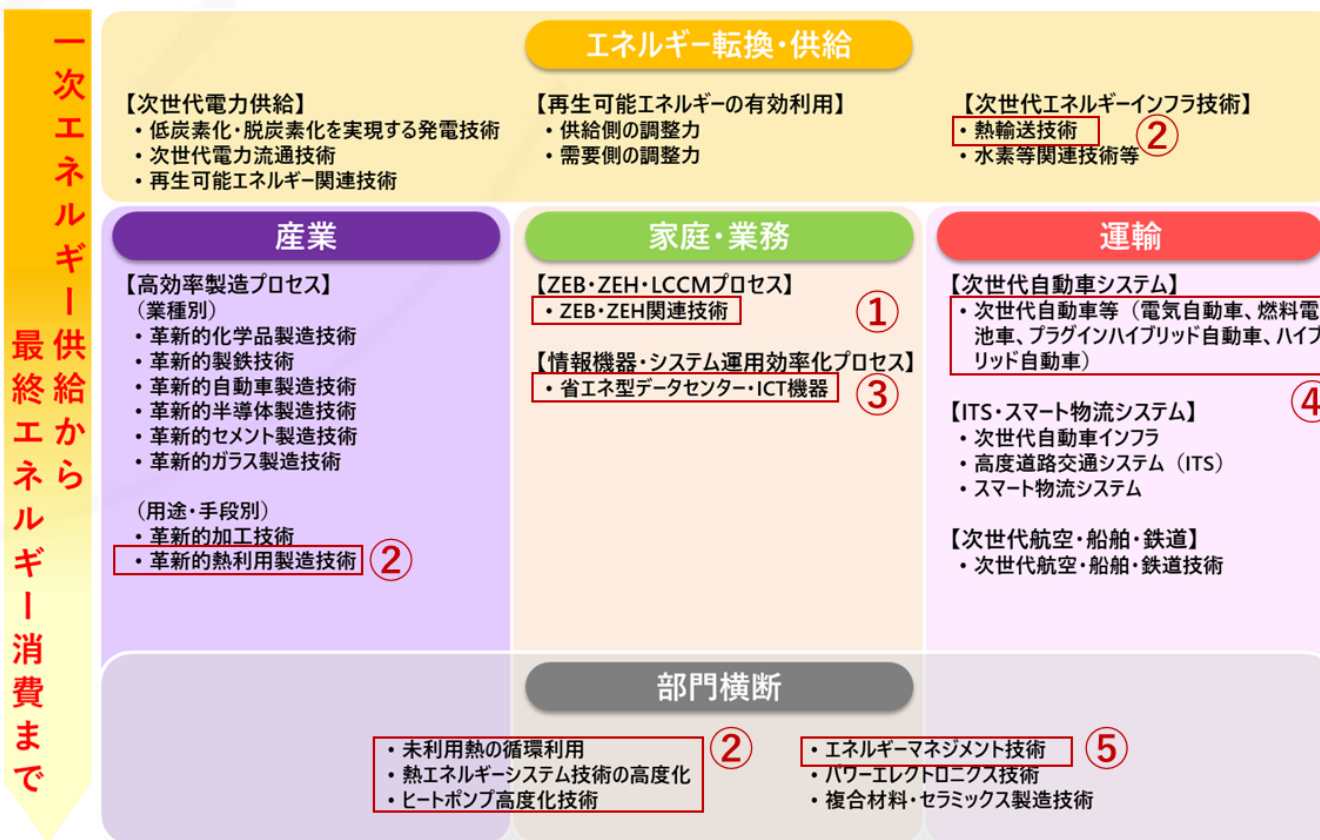 一次エネルギー供給から
最終エネルギー消費まで
エネルギー転換・供給
【次世代電力供給】
・低炭素化・脱炭素化を実現する発電技術
・次世代電力流通技術
・再生可能エネルギー関連技術
【再生可能エネルギーの有効利用】
・供給側の調整力
・需要側の調整力
【次世代エネルギーインフラ技術】
・熱輸送技術
②
・水素等関連技術等
産業
【高効率製造プロセス】
（業種別）
・革新的化学品製造技術
・革新的製鉄技術
・革新的自動車製造技術
・革新的半導体製造技術
・革新的セメント製造技術
・革新的ガラス製造技術
（用途・手段別）
・革新的加工技術
・革新的熱利用製造技術
②
家庭・業務
【ZEB・ZEH・LCCMプロセス】
・ZEB・ZEH関連技術
①
【情報機器・システム運用効率化プロセス】
・省エネ型データセンター・ICT機器
③
運輸
【次世代自動車システム】
・次世代自動車等（電気自動車、燃料電
池車、プラグインハイブリッド自動車、ハイブ
リッド自動車）
④
【ITS・スマート物流システム】
・次世代自動車インフラ
・高度道路交通システム（ITS）
・スマート物流システム
【次世代航空・船舶・鉄道】
・次世代航空・船舶・鉄道技術
部門横断
・未利用熱の循環利用
・熱エネルギーシステム技術の高度化
・ヒートポンプ高度化技術
②
・エネルギーマネジメント技術
⑤
・パワーエレクトロニクス技術
・複合材料・セラミックス製造技術